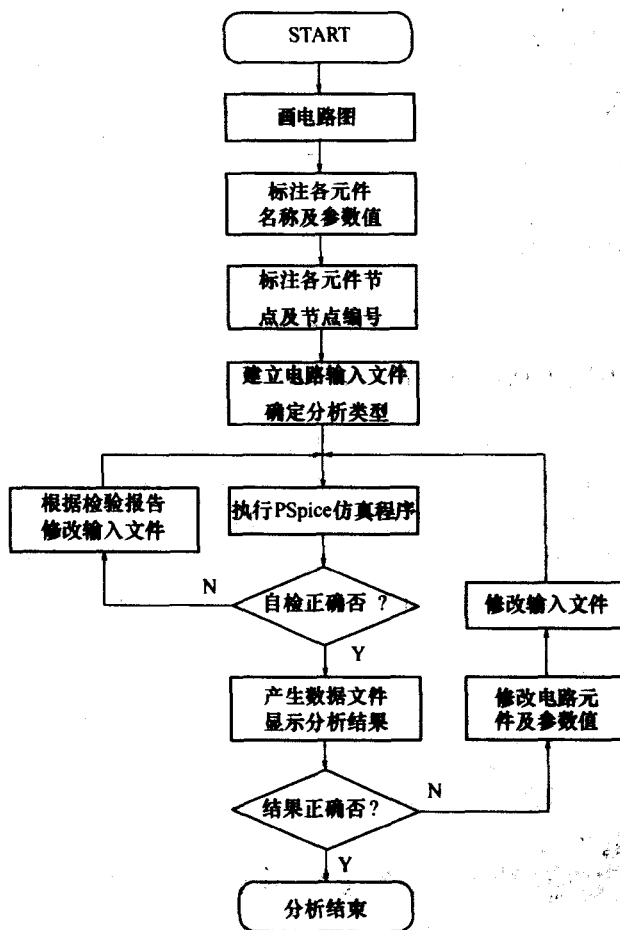 START
画电路图
标注各元件
名称及参数值
标注各元件节
点及节点编号
建立电路输入文件
确定分析类型
根据检验报告
修改输入文件
执行PSpice仿真程序
N
自检正确否?
修改输入文件
Y
产生数据文件
显示分析结果
修改电路元
件及参数值
结果正确否?
N
Y
分析结束